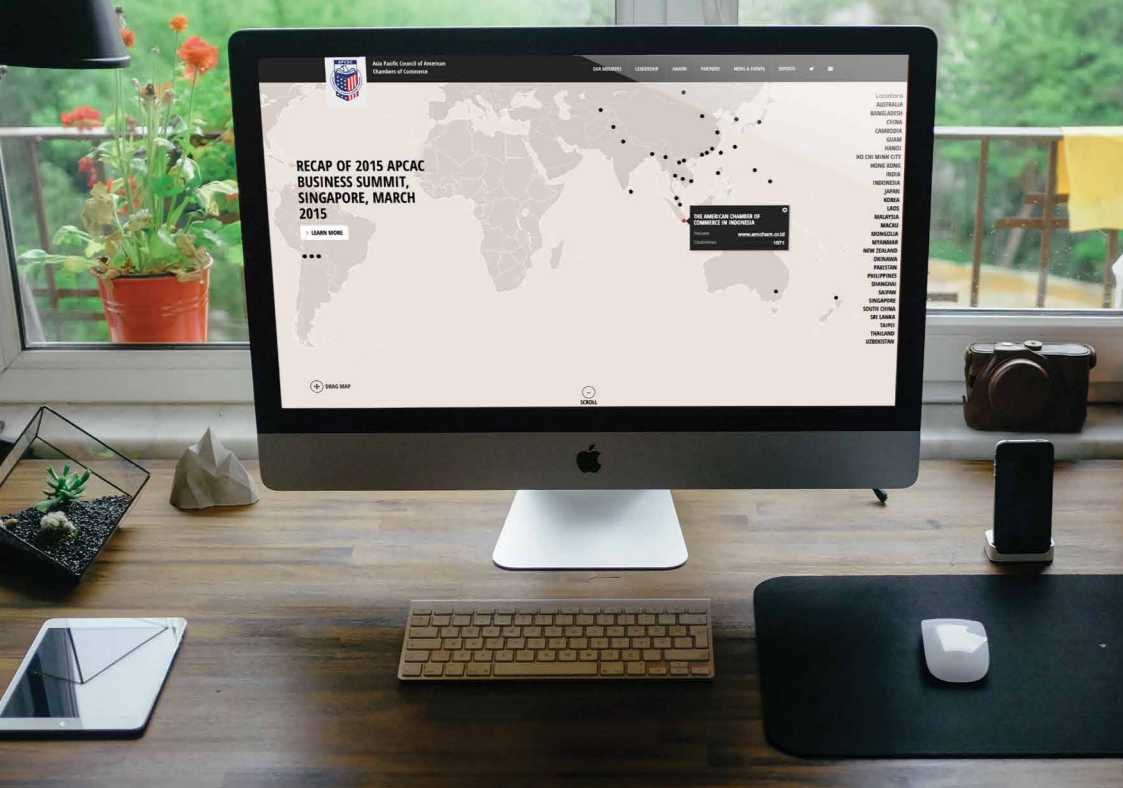 APCAC
Asia Pacific Council of American
Chambers of Commerce
OUR MEMBERS LEADERSHIP AWARD PARTNERS NEWS & EVENTS REPORTS
RECAP OF 2015 APCAC
BUSINESS SUMMIT,
SINGAPORE, MARCH
2015
> LEARN MORE
THE AMERICAN CHAMBER OF
COMMERCE IN INDONESIA
Website www.amcham.or.id
Established 1971
Locations
AUSTRALIA
BANGLADESH
CHINA
CAMBODIA
GUAM
HANOI
HO CHI MINH CITY
HONG KONG
INDIA
INDONESIA
JAPAN
KOREA
LAOS
MALAYSIA
MACAU
MONGOLIA
MYANMAR
NEW ZEALAND
OKINAWA
PAKISTAN
PHILIPPINES
SHANGHAI
SAIPAN
SINGAPORE
SOUTH CHINA
SRI LANKA
TAIPEI
THAILAND
UZBEKISTAN
DRAG MAP
SCROLL